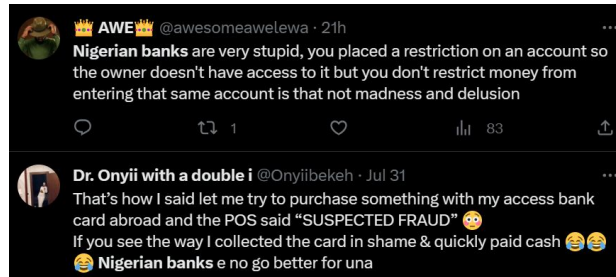 👑 AWE👑 @awesomeawelewa · 21h
Nigerian banks are very stupid, you placed a restriction on an account so
the owner doesn't have access to it but you don't restrict money from
entering that same account is that not madness and delusion
1 83
Dr. Onyii with a double i @Onyiibekeh · Jul 31
That’s how I said let me try to purchase something with my access bank
card abroad and the POS said “SUSPECTED FRAUD” 😳
If you see the way I collected the card in shame & quickly paid cash 😂😂
😂 Nigerian banks e no go better for una